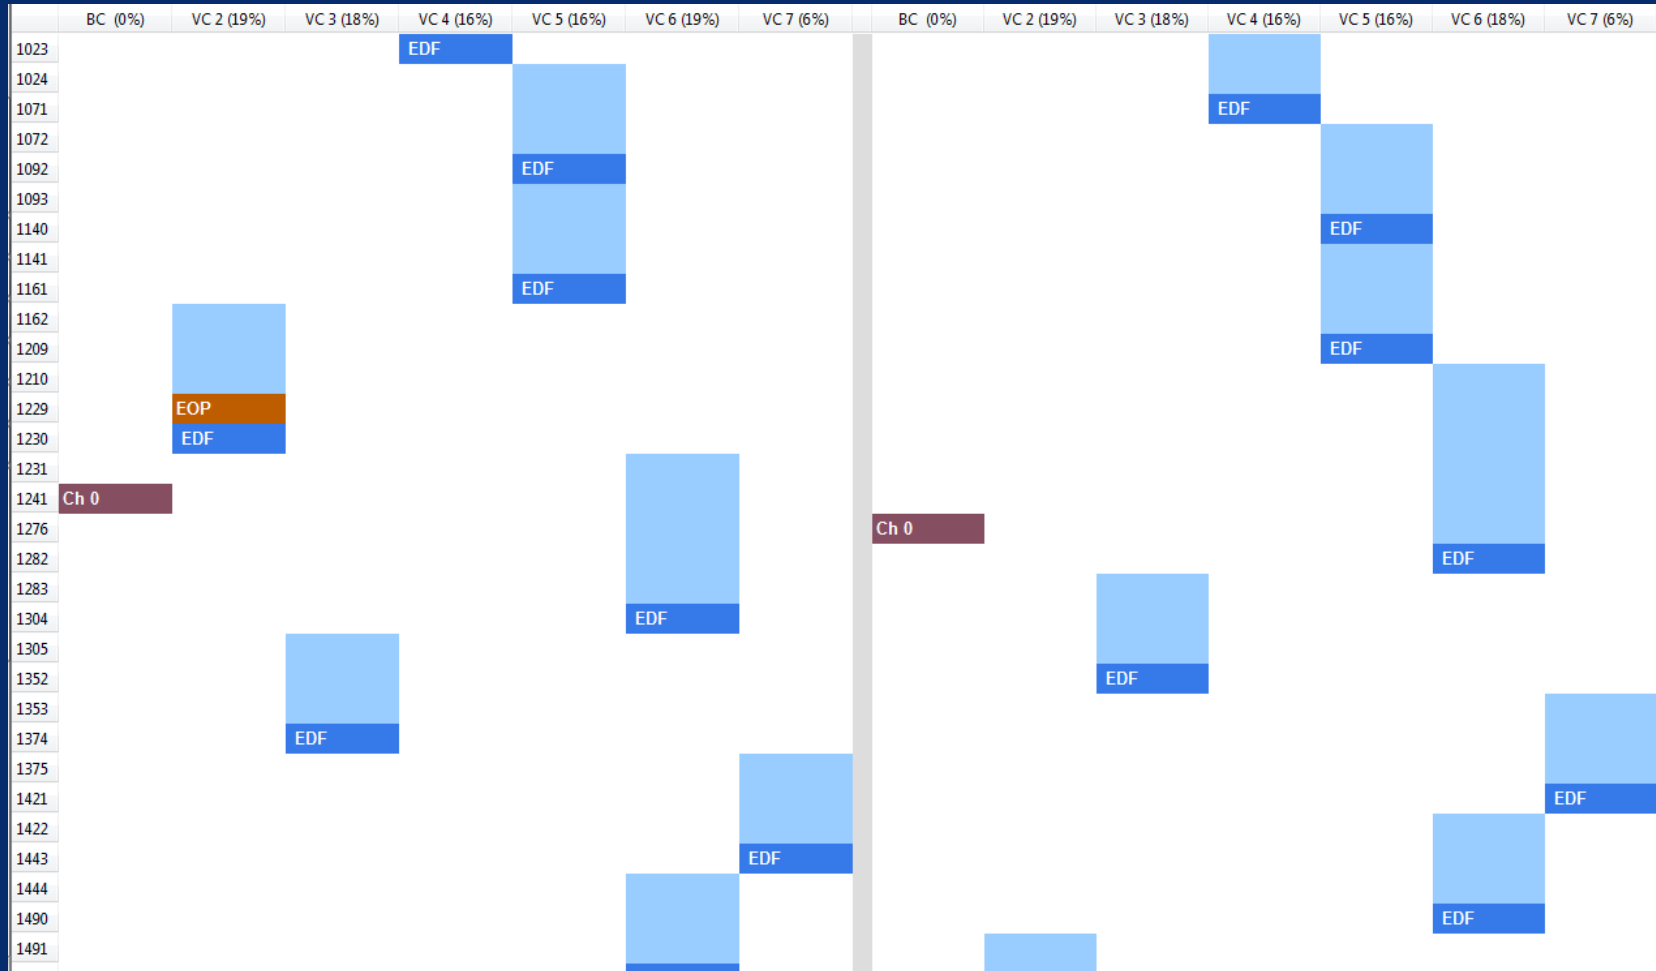 BC (0%) VC 2 (19%) VC 3 (18%) VC 4 (16%) VC 5 (16%) VC 6 (19%) VC 7 (6%) BC (0%) VC 2 (19%) VC 3 (18%) VC 4 (16%) VC 5 (16%) VC 6 (18%) VC 7 (6%)
1023 EDF
1024
1071 EDF
1072
1092 EDF
1093
1140 EDF
1141
1161 EDF
1162
1209 EDF
1210
1229 EOP
1230 EDF
1231
1241 Ch 0
1276 Ch 0
1282 EDF
1283
1304 EDF
1305
1352 EDF
1353
1374 EDF
1375
1421 EDF
1422
1443 EDF
1444
1490 EDF
1491